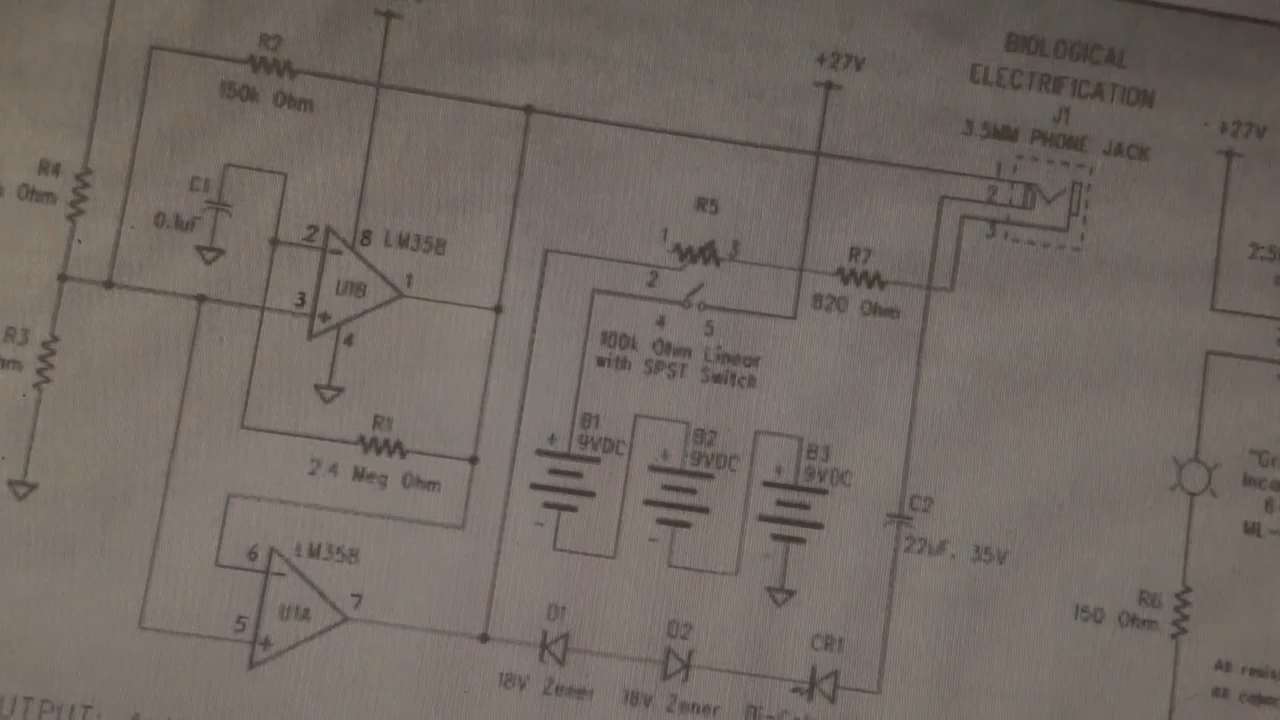 R2
150k Ohm
+27V
BIOLOGICAL
ELECTRIFICATION
J1
3.5MM PHONE JACK
1
2
3
+27V
R4
Ohm
C1
0.1uF
2
8
LM358
U1B
1
3
4
R5
1
3
2
4
5
100k Ohm Linear
with SPST Switch
R7
820 Ohm
R3
R1
2.4 Meg Ohm
B1
9VDC
B2
9VDC
B3
9VDC
+
-
+
-
+
-
C2
22uF, 35V
6
LM358
U1A
7
5
D1
18V Zener
D2
18V Zener
CR1
R6
150 Ohm